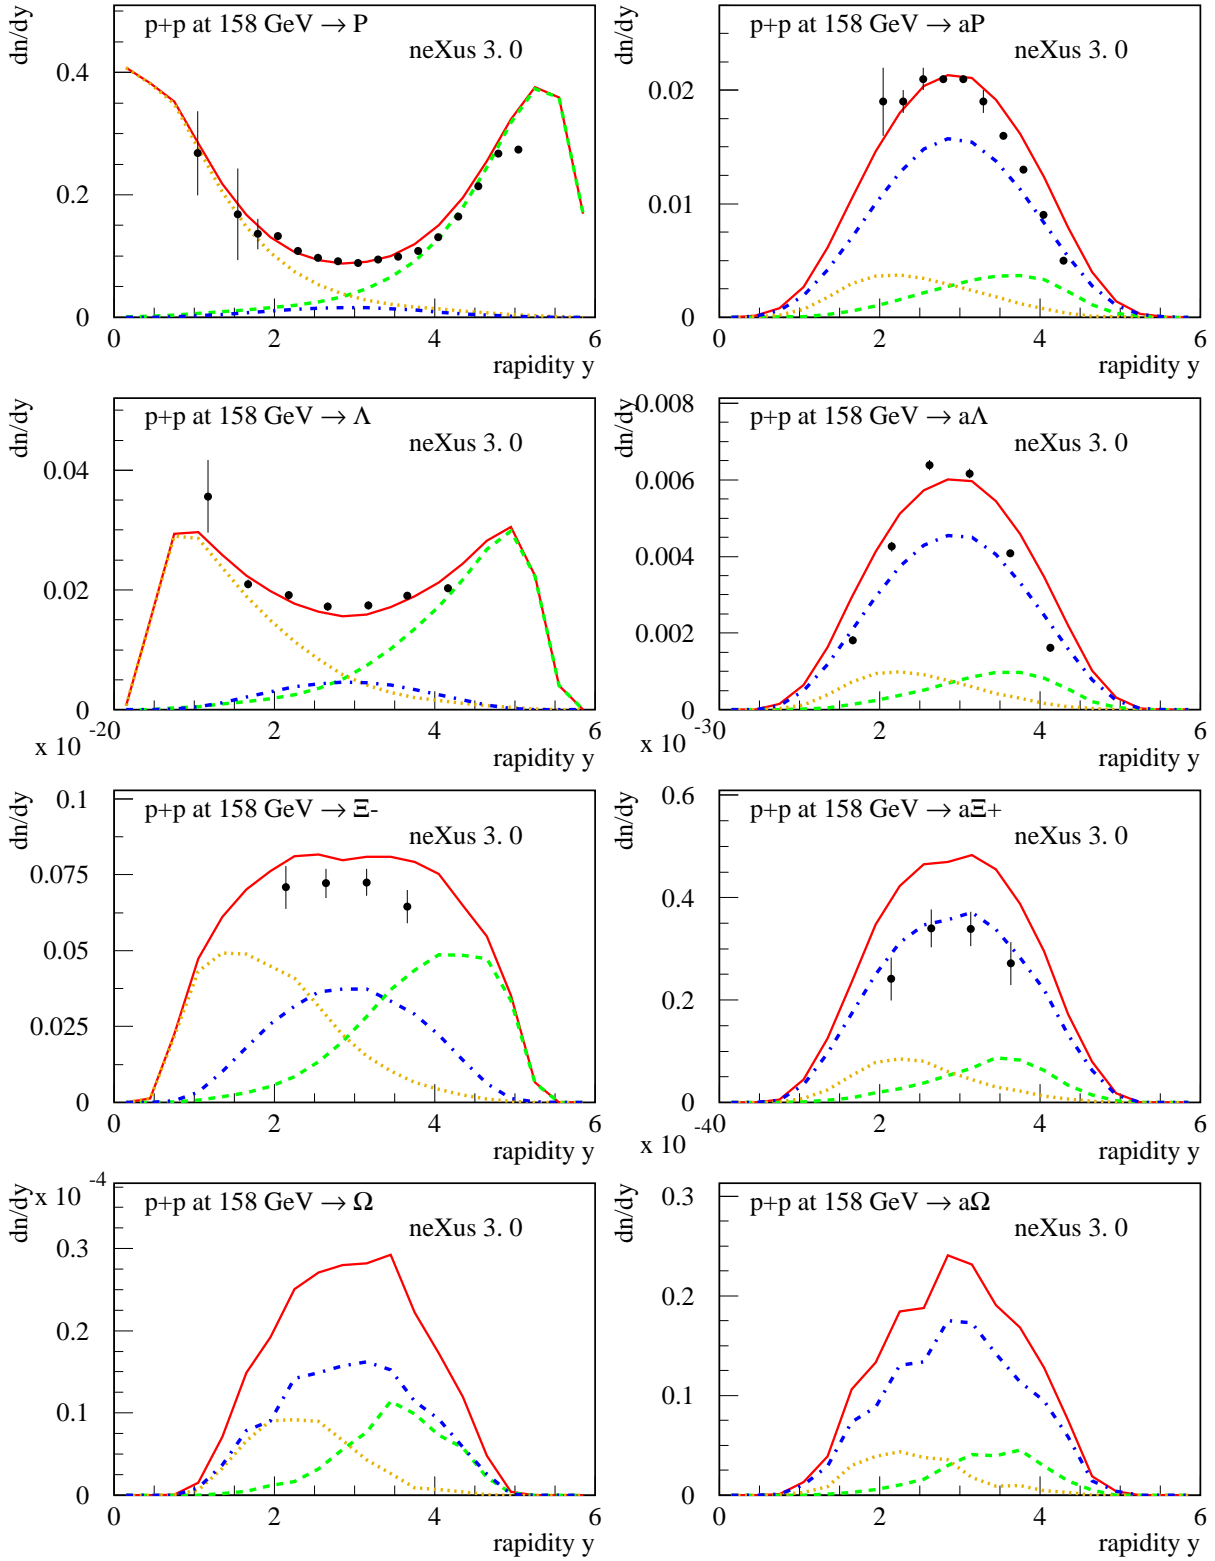 dn/dy
p+p at 158 GeV → P
neXus 3. 0
0.4
0.2
0
0 2 4 6
rapidity y
dn/dy
p+p at 158 GeV → aP
neXus 3. 0
0.02
0.01
0
0 2 4 6
rapidity y
dn/dy
p+p at 158 GeV → Λ
neXus 3. 0
0.04
0.02
0
0 2 4 6
rapidity y
dn/dy
p+p at 158 GeV → aΛ
neXus 3. 0
0.008
0.006
0.004
0.002
0
0 2 4 6
rapidity y
x 10 -2
dn/dy
p+p at 158 GeV → Ξ-
neXus 3. 0
0.1
0.075
0.05
0.025
0
0 2 4 6
rapidity y
x 10 -3
dn/dy
p+p at 158 GeV → aΞ+
neXus 3. 0
0.6
0.4
0.2
0
0 2 4 6
rapidity y
x 10 -4
dn/dy
p+p at 158 GeV → Ω
neXus 3. 0
0.3
0.2
0.1
0
0 2 4 6
rapidity y
x 10 -4
dn/dy
p+p at 158 GeV → aΩ
neXus 3. 0
0.3
0.2
0.1
0
0 2 4 6
rapidity y